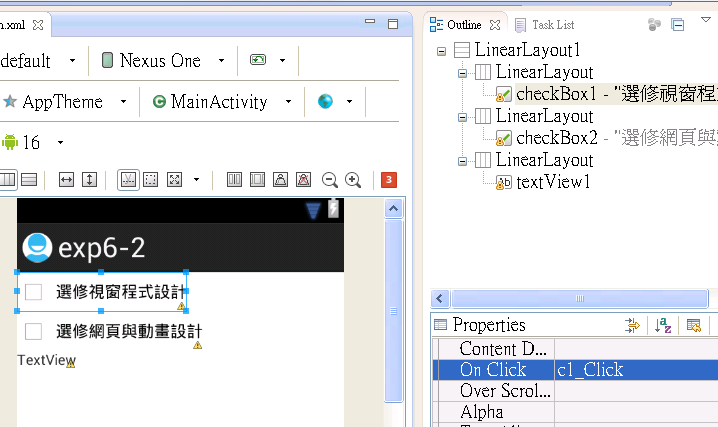 n.xml
default
Nexus One
AppTheme
MainActivity
16
3
exp6-2
選修視窗程式設計
選修網頁與動畫設計
TextView
Outline
Task List
LinearLayout1
LinearLayout
checkBox1 - "選修視窗程
LinearLayout
checkBox2 - "選修網頁與
LinearLayout
Ab textView1
Properties
Content D...
On Click c1_Click
Over Scrol...
Alpha